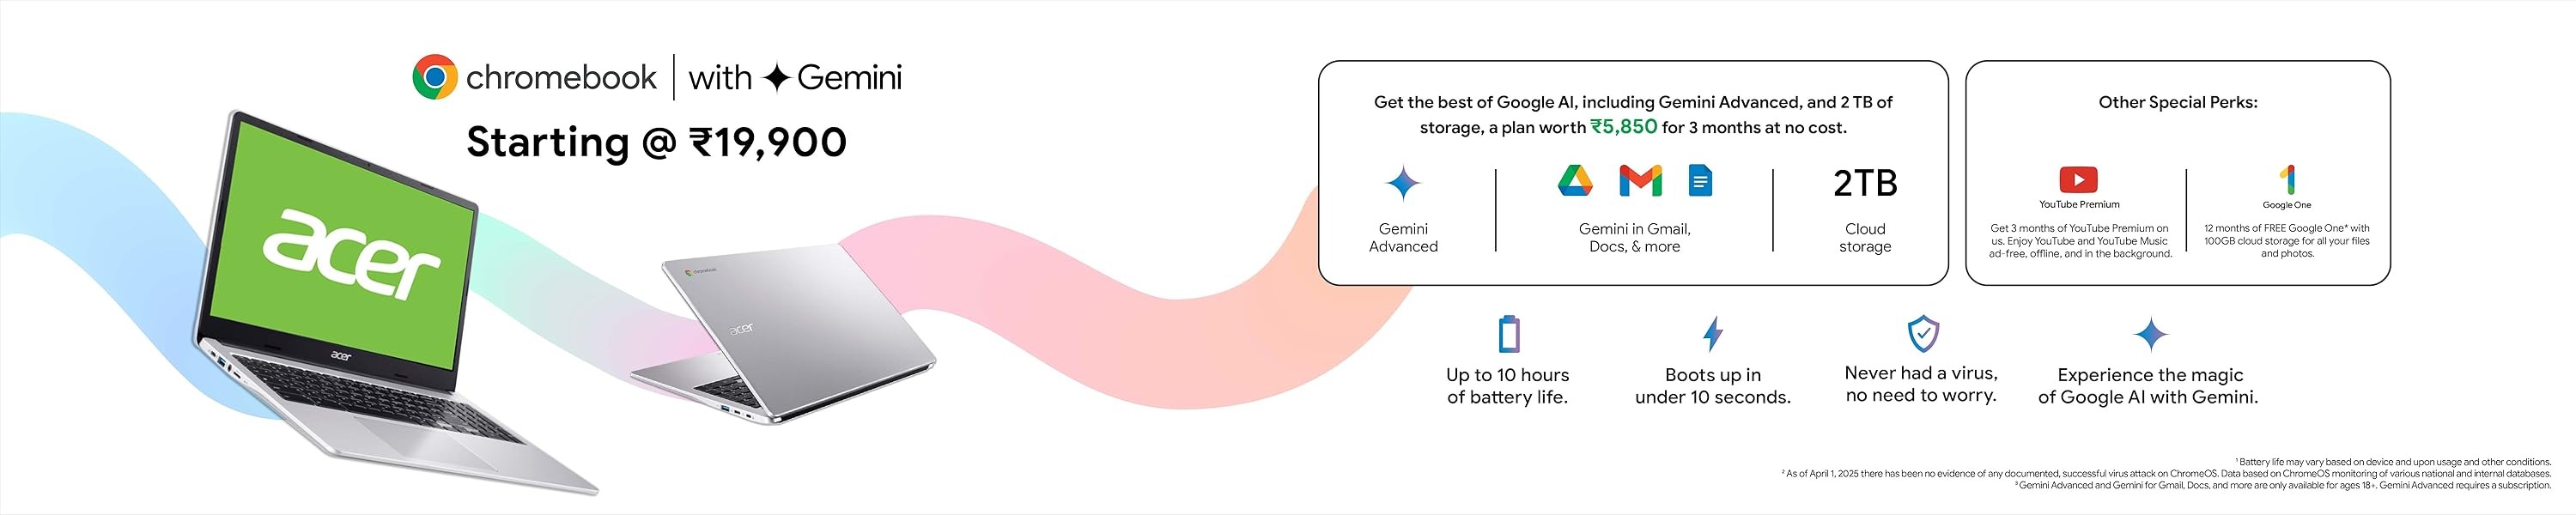 chromebook | with Gemini
Starting @ ₹19,900
acer
acer
chromebook
acer
Get the best of Google AI, including Gemini Advanced, and 2 TB of
storage, a plan worth ₹5,850 for 3 months at no cost.
Gemini
Advanced
Gemini in Gmail,
Docs, & more
2TB
Cloud
storage
Other Special Perks:
YouTube Premium
Get 3 months of YouTube Premium on
us. Enjoy YouTube and YouTube Music
ad-free, offline, and in the background.
Google One
12 months of FREE Google One* with
100GB cloud storage for all your files
and photos.
Up to 10 hours
of battery life.
Boots up in
under 10 seconds.
Never had a virus,
no need to worry.
Experience the magic
of Google AI with Gemini.
¹ Battery life may vary based on device and upon usage and other conditions.
² As of April 1, 2025 there has been no evidence of any documented, successful virus attack on ChromeOS. Data based on ChromeOS monitoring of various national and internal databases.
³ Gemini Advanced and Gemini for Gmail, Docs, and more are only available for ages 18+. Gemini Advanced requires a subscription.